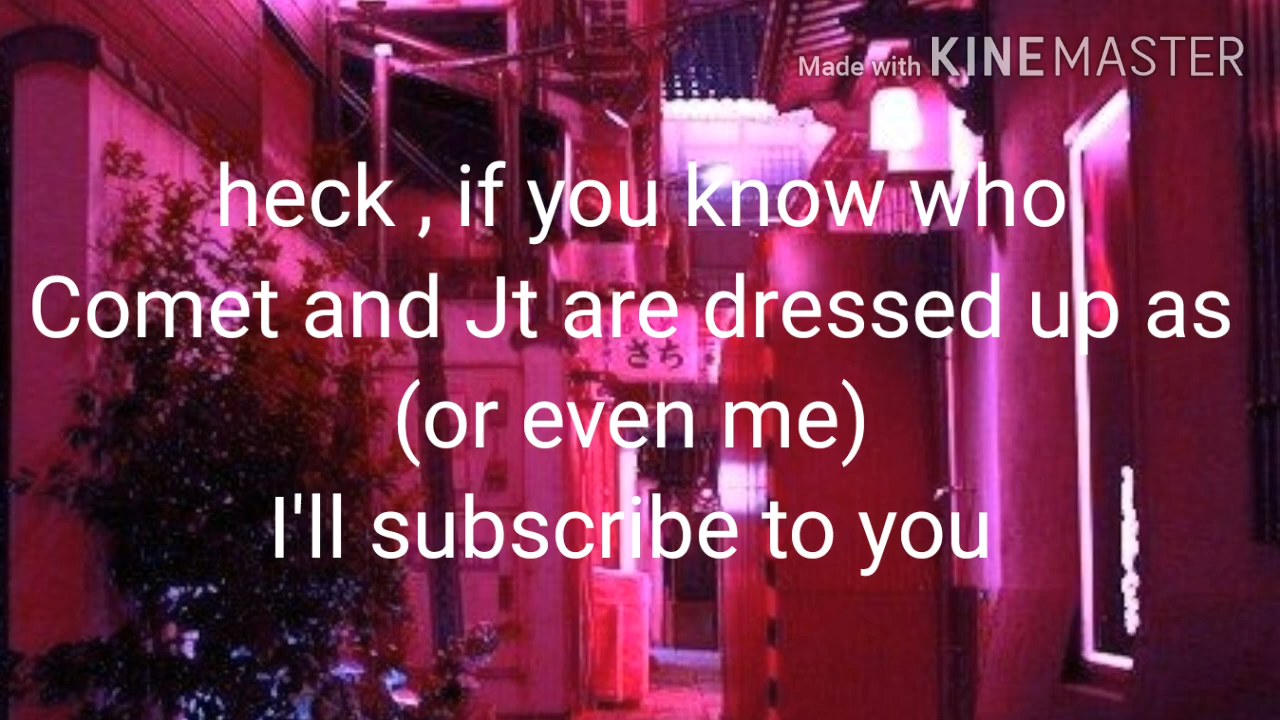 Made with KINEMASTER
heck , if you know who
Comet and Jt are dressed up as
さち
(or even me)
I'll subscribe to you